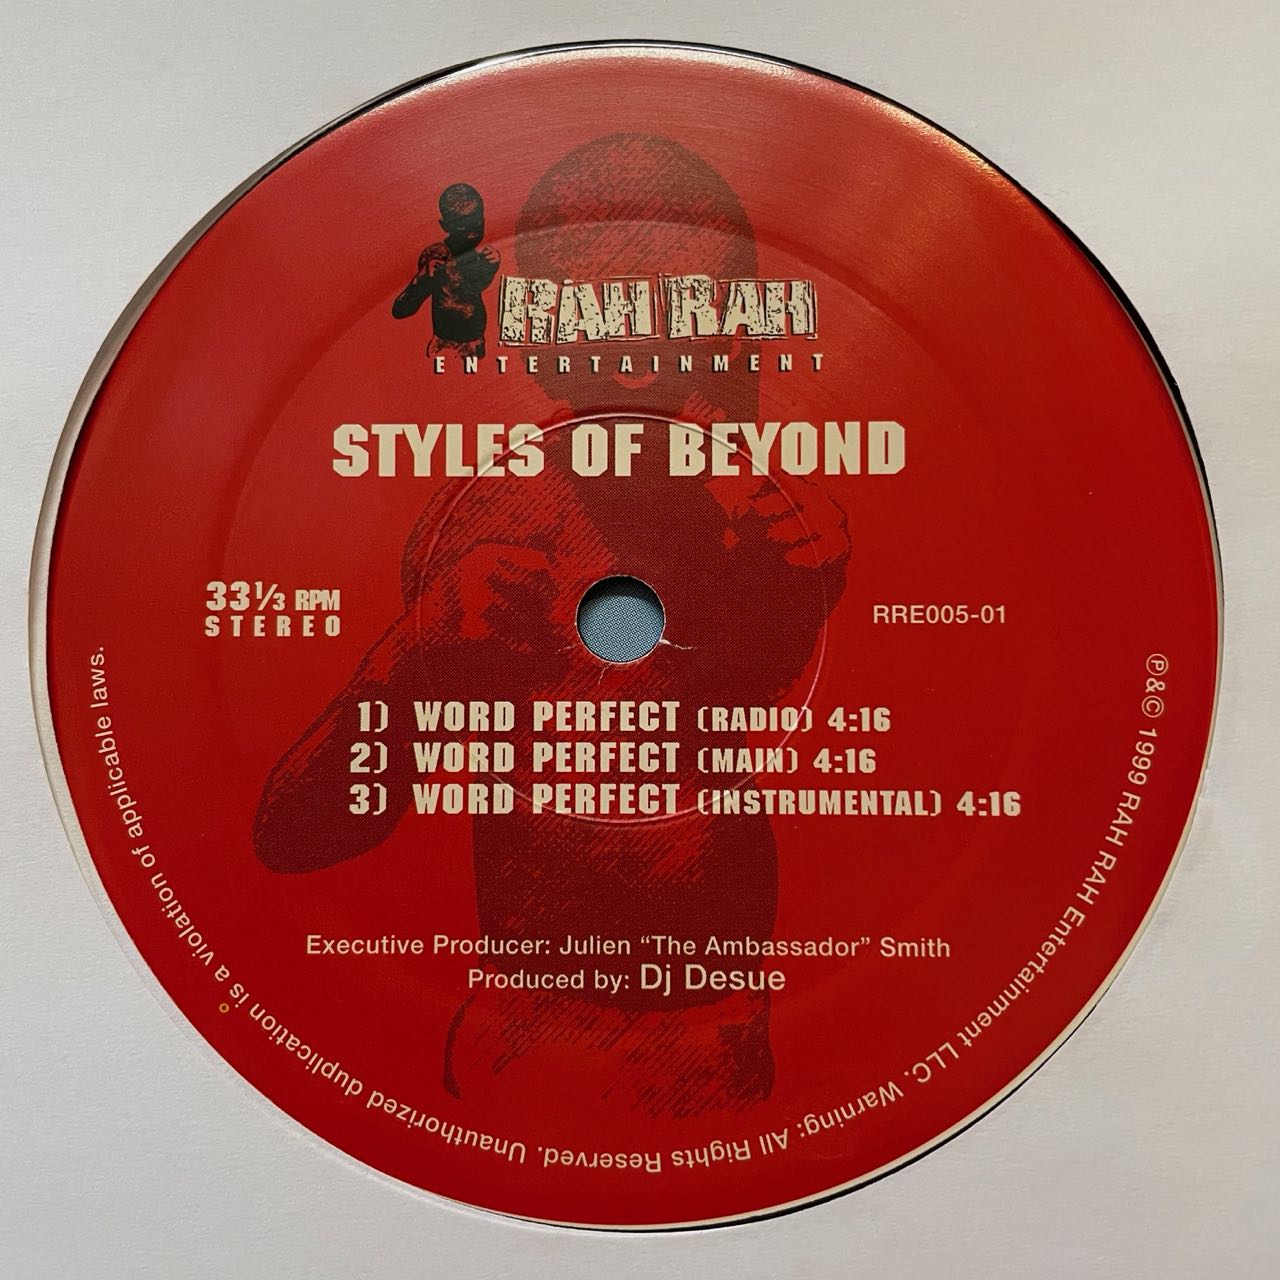 RAH RAH
ENTERTAINMENT
STYLES OF BEYOND
33⅓ RPM
STEREO
RRE005-01
1) WORD PERFECT (RADIO) 4:16
2) WORD PERFECT (MAIN) 4:16
3) WORD PERFECT (INSTRUMENTAL) 4:16
Executive Producer: Julien “The Ambassador” Smith
Produced by: Dj Desue
℗&© 1999 RAH RAH Entertainment LLC. Warning: All Rights Reserved. Unauthorized duplication is a violation of applicable laws.